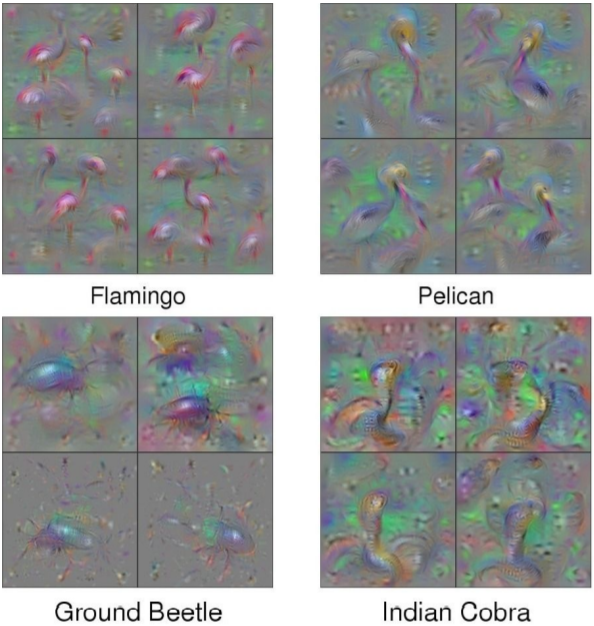 Flamingo
Pelican
Ground Beetle
Indian Cobra